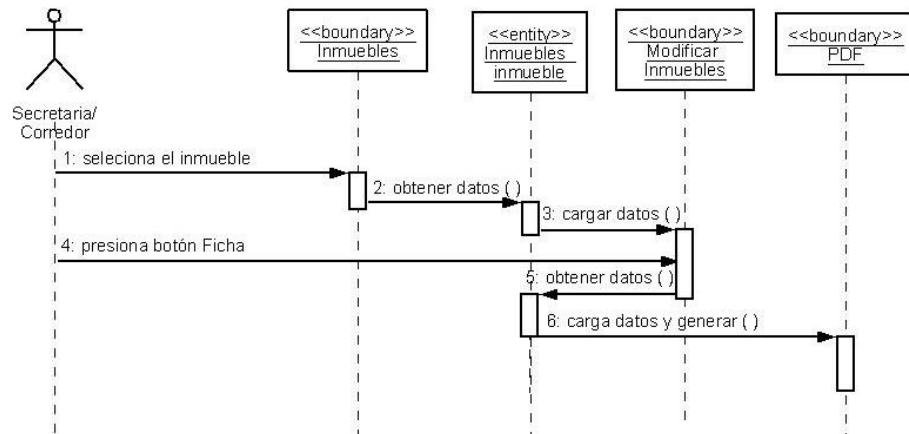 <<boundary>>
Inmuebles
<<entity>>
Inmuebles
inmueble
<<boundary>>
Modificar
Inmuebles
<<boundary>>
PDF
Secretaria/
Corredor
1: seleciona el inmueble
2: obtener datos ( )
3: cargar datos ( )
4: presiona botón Ficha
5: obtener datos ( )
6: carga datos y generar ( )